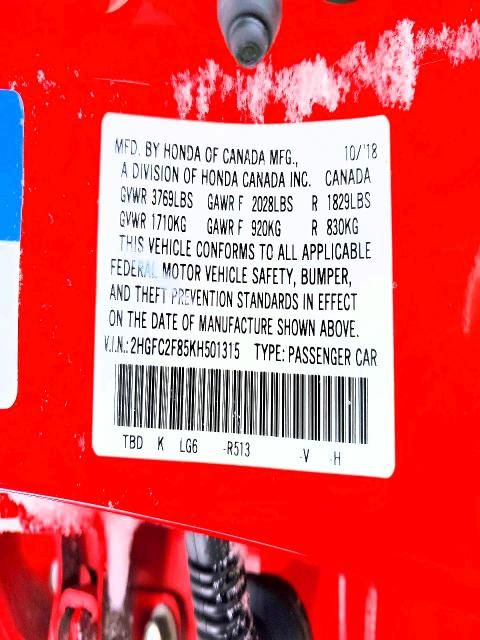 MFD. BY HONDA OF CANADA MFG., 10/'18
A DIVISION OF HONDA CANADA INC. CANADA
GVWR 3769LBS GAWR F 2028LBS R 1829LBS
GVWR 1710KG GAWR F 920KG R 830KG
THIS VEHICLE CONFORMS TO ALL APPLICABLE
FEDERAL MOTOR VEHICLE SAFETY, BUMPER,
AND THEFT PREVENTION STANDARDS IN EFFECT
ON THE DATE OF MANUFACTURE SHOWN ABOVE.
V.I.N.: 2HGFC2F85KH501315 TYPE: PASSENGER CAR
TBD K LG6 -R513 -V -H